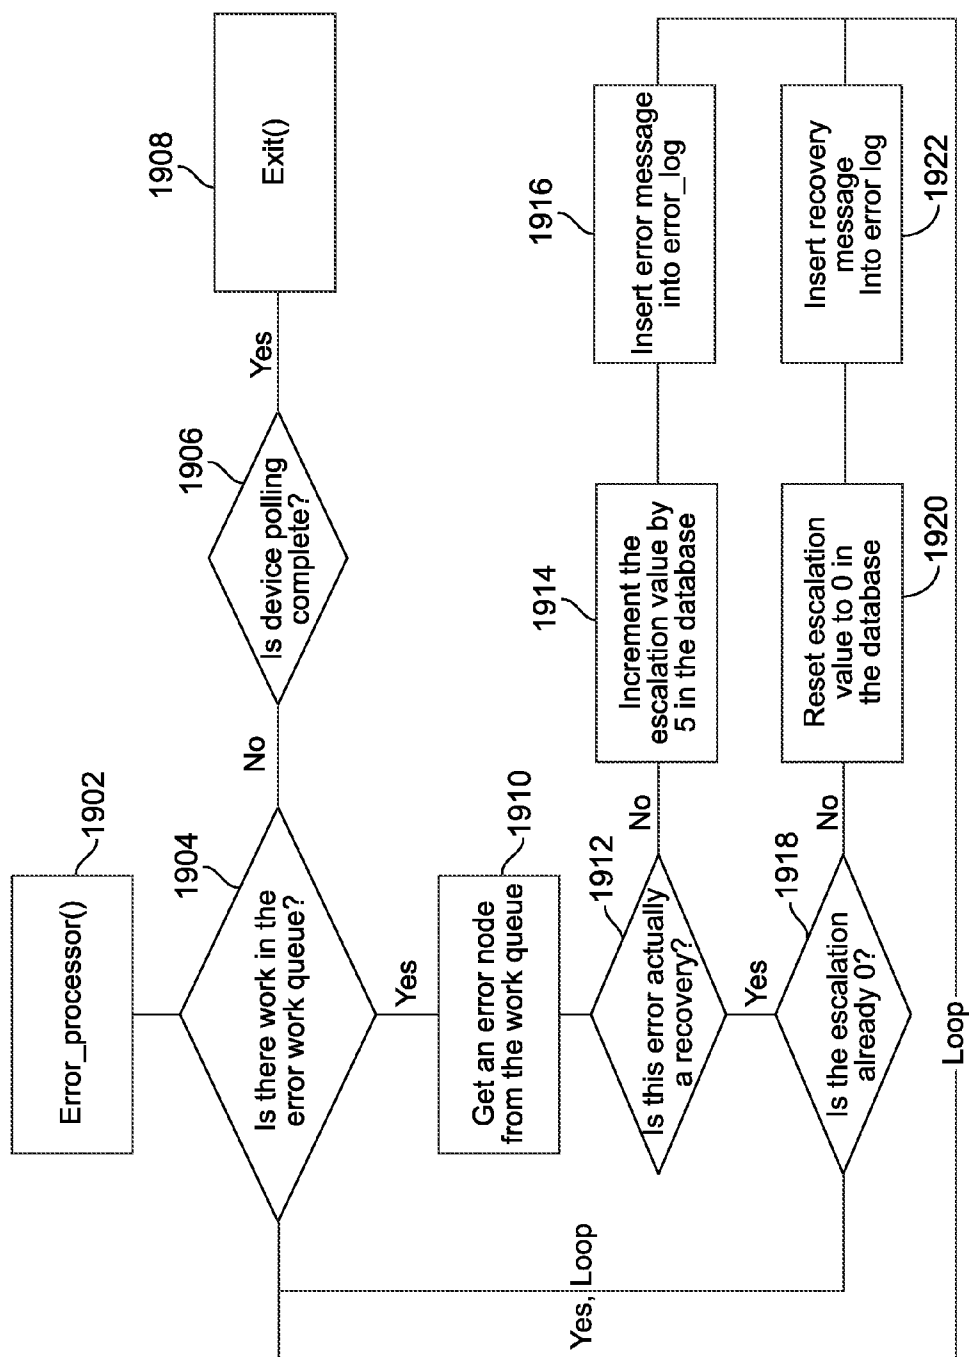 Error_processor()
1902
Is there work in the
error work queue?
1904
No
Is device polling
complete?
1906
Yes
Exit()
1908
Yes
Get an error node
from the work queue
1910
Is this error actually
a recovery?
1912
No
Increment the
escalation value by
5 in the database
1914
Insert error message
into error_log
1916
Yes
Is the escalation
already 0?
1918
No
Reset escalation
value to 0 in
the database
1920
Insert recovery
message
Into error log
1922
Yes, Loop
Loop